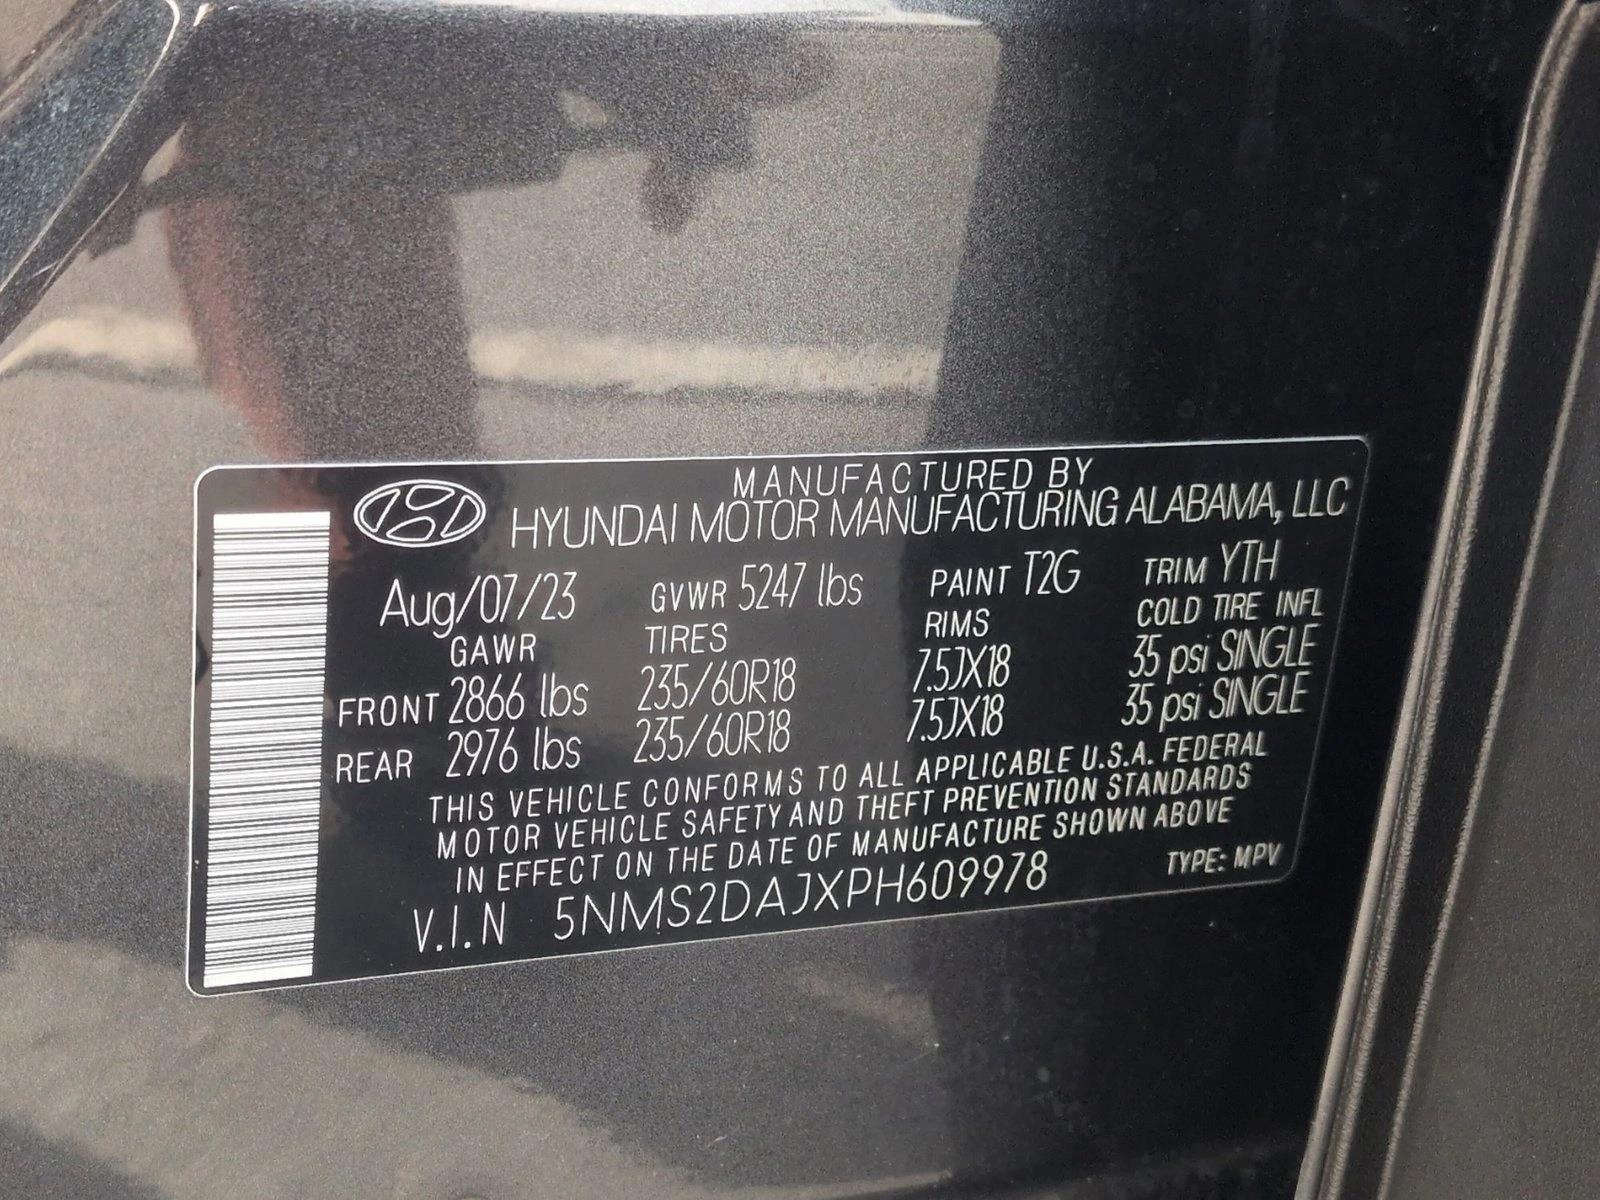 MANUFACTURED BY
HYUNDAI MOTOR MANUFACTURING ALABAMA, LLC
Aug/07/23 GVWR 5247 lbs PAINT T2G TRIM YTH
GAWR TIRES RIMS COLD TIRE INFL
FRONT 2866 lbs 235/60R18 7.5JX18 35 psi SINGLE
REAR 2976 lbs 235/60R18 7.5JX18 35 psi SINGLE
THIS VEHICLE CONFORMS TO ALL APPLICABLE U.S.A. FEDERAL
MOTOR VEHICLE SAFETY AND THEFT PREVENTION STANDARDS
IN EFFECT ON THE DATE OF MANUFACTURE SHOWN ABOVE
V.I.N 5NMS2DAJXPH609978 TYPE: MPV